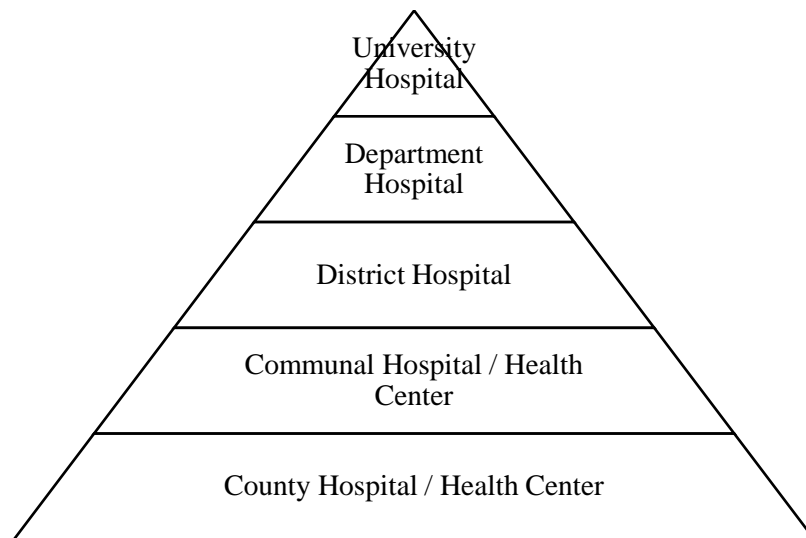 University
Hospital
Department
Hospital
District Hospital
Communal Hospital / Health
Center
County Hospital / Health Center